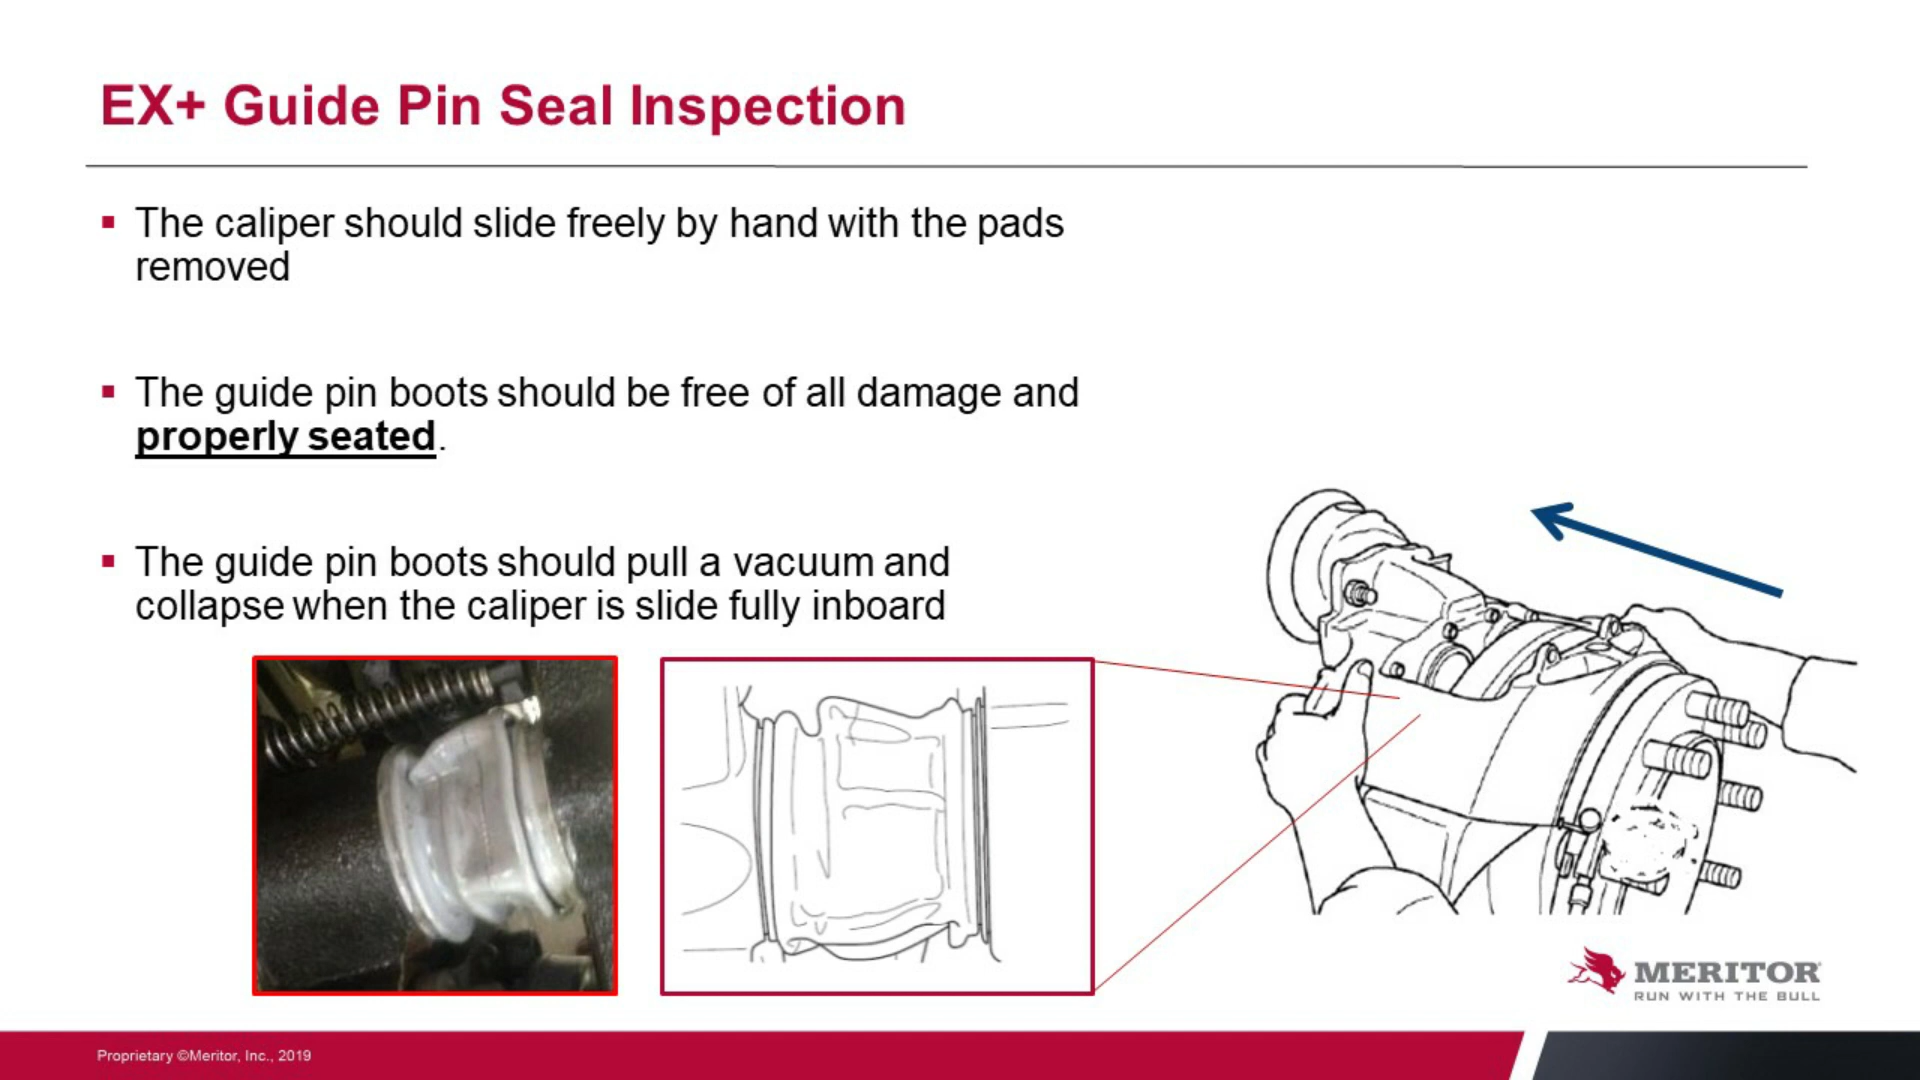 EX+ Guide Pin Seal Inspection
The caliper should slide freely by hand with the pads
removed
The guide pin boots should be free of all damage and
properly seated.
The guide pin boots should pull a vacuum and
collapse when the caliper is slide fully inboard
MERITOR
RUN WITH THE BULL
Proprietary ©Meritor, Inc., 2019